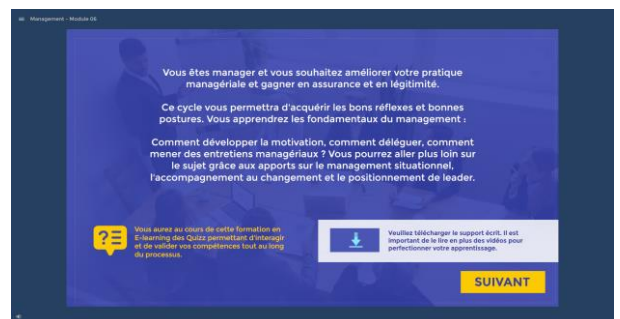 Management - Module 06
Vous êtes manager et vous souhaitez améliorer votre pratique
managériale et gagner en assurance et en légitimité.
Ce cycle vous permettra d'acquérir les bons réflexes et bonnes
postures. Vous apprendrez les fondamentaux du management :
Comment développer la motivation, comment déléguer, comment
mener des entretiens managériaux ? Vous pourrez aller plus loin sur
le sujet grâce aux apports sur le management situationnel,
l'accompagnement au changement et le positionnement de leader.
Vous aurez au cours de cette formation en
E-learning des Quizz permettant d'interagir
et de valider vos compétences tout au long
du processus.
Veuillez télécharger le support écrit. Il est
important de le lire en plus des vidéos pour
perfectionner votre apprentissage.
SUIVANT